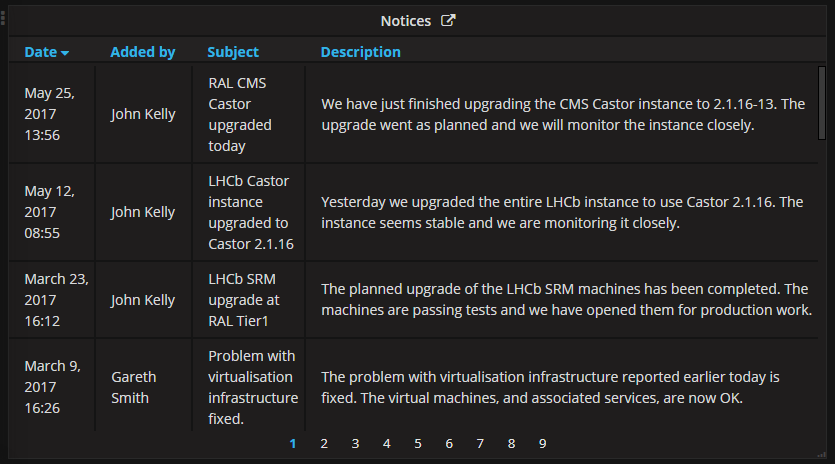 Notices
Date Added by Subject Description
May 25,
2017
13:56
John Kelly
RAL CMS
Castor
upgraded
today
We have just finished upgrading the CMS Castor instance to 2.1.16-13. The
upgrade went as planned and we will monitor the instance closely.
May 12,
2017
08:55
John Kelly
LHCb Castor
instance
upgraded to
Castor 2.1.16
Yesterday we upgraded the entire LHCb instance to use Castor 2.1.16. The
instance seems stable and we are monitoring it closely.
March 23,
2017
16:12
John Kelly
LHCb SRM
upgrade at
RAL Tier1
The planned upgrade of the LHCb SRM machines has been completed. The
machines are passing tests and we have opened them for production work.
March 9,
2017
16:26
Gareth
Smith
Problem with
virtualisation
infrastructure
fixed.
The problem with virtualisation infrastructure reported earlier today is
fixed. The virtual machines, and associated services, are now OK.
1 2 3 4 5 6 7 8 9